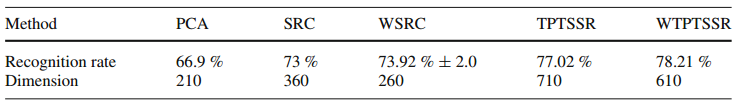 Method PCA SRC WSRC TPTSSR WTPTSSR
Recognition rate 66.9 % 73 % 73.92 % ± 2.0 77.02 % 78.21 %
Dimension 210 360 260 710 610